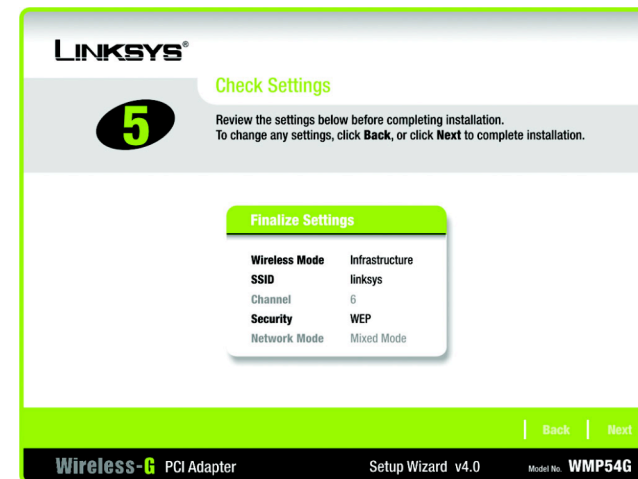 LINKSYS®
Check Settings
5
Review the settings below before completing installation.
To change any settings, click Back, or click Next to complete installation.
Finalize Settings
Wireless Mode Infrastructure
SSID linksys
Channel 6
Security WEP
Network Mode Mixed Mode
Back Next
Wireless-G PCI Adapter Setup Wizard v4.0 Model No. WMP54G